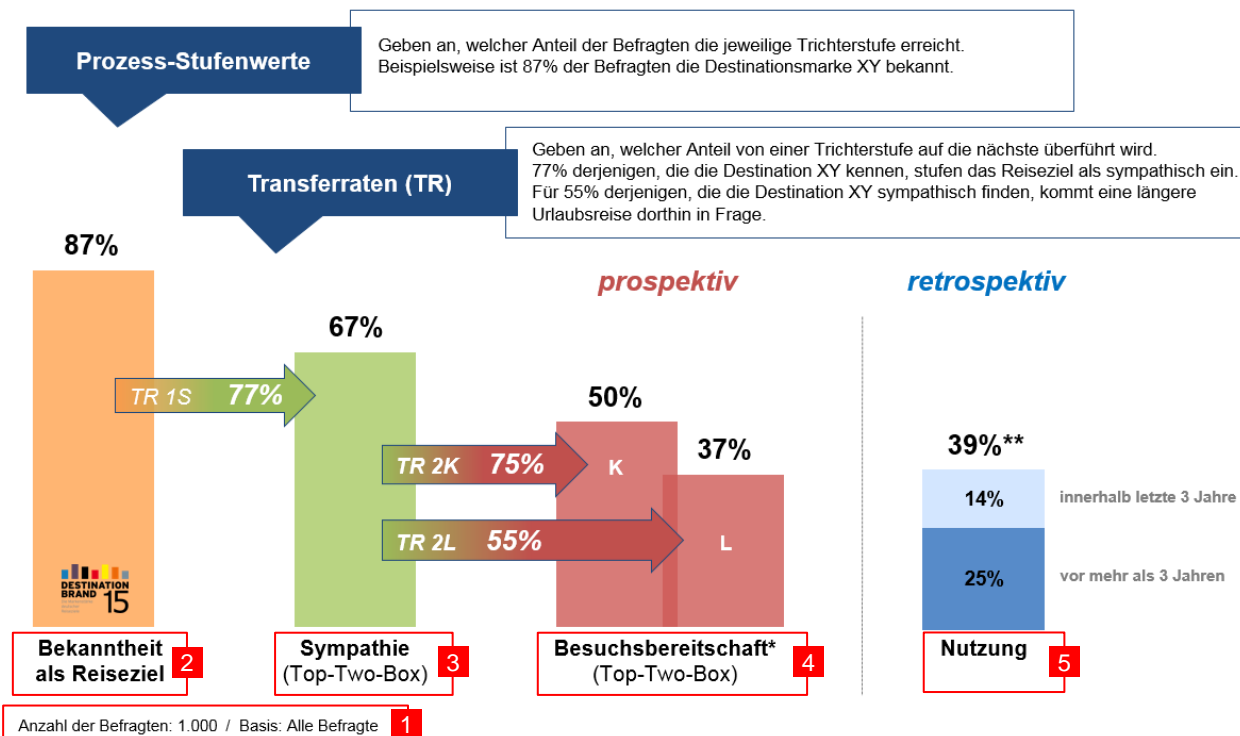 Prozess-Stufenwerte
Geben an, welcher Anteil der Befragten die jeweilige Trichterstufe erreicht.
Beispielsweise ist 87% der Befragten die Destinationsmarke XY bekannt.
Transferraten (TR)
Geben an, welcher Anteil von einer Trichterstufe auf die nächste überführt wird.
77% derjenigen, die die Destination XY kennen, stufen das Reiseziel als sympathisch ein.
Für 55% derjenigen, die die Destination XY sympathisch finden, kommt eine längere
Urlaubsreise dorthin in Frage.
87%
prospektiv
retrospektiv
67%
TR 1S 77%
50%
37%
39%**
TR 2K 75%
K
14%
innerhalb letzte 3 Jahre
TR 2L 55%
L
25%
vor mehr als 3 Jahren
DESTINATION
BRAND 15
Bekanntheit
als Reiseziel
2
Sympathie
(Top-Two-Box)
3
Besuchsbereitschaft*
(Top-Two-Box)
4
Nutzung
5
Anzahl der Befragten: 1.000 / Basis: Alle Befragte
1